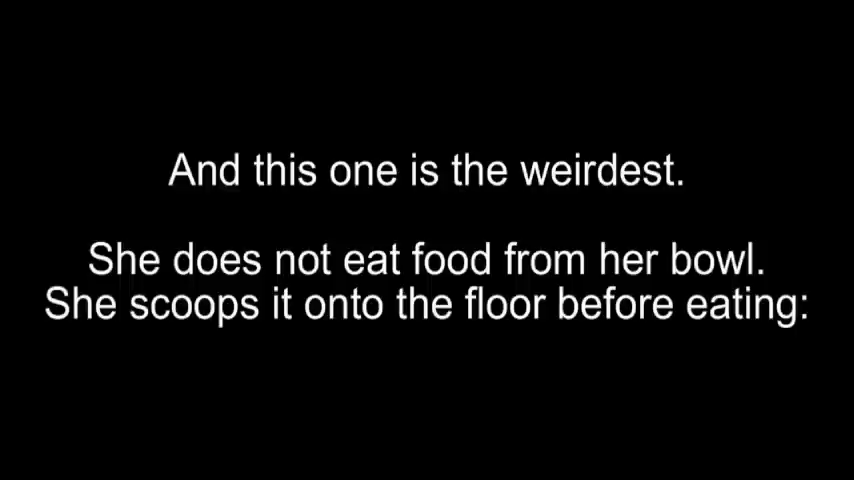 And this one is the weirdest.
She does not eat food from her bowl.
She scoops it onto the floor before eating: